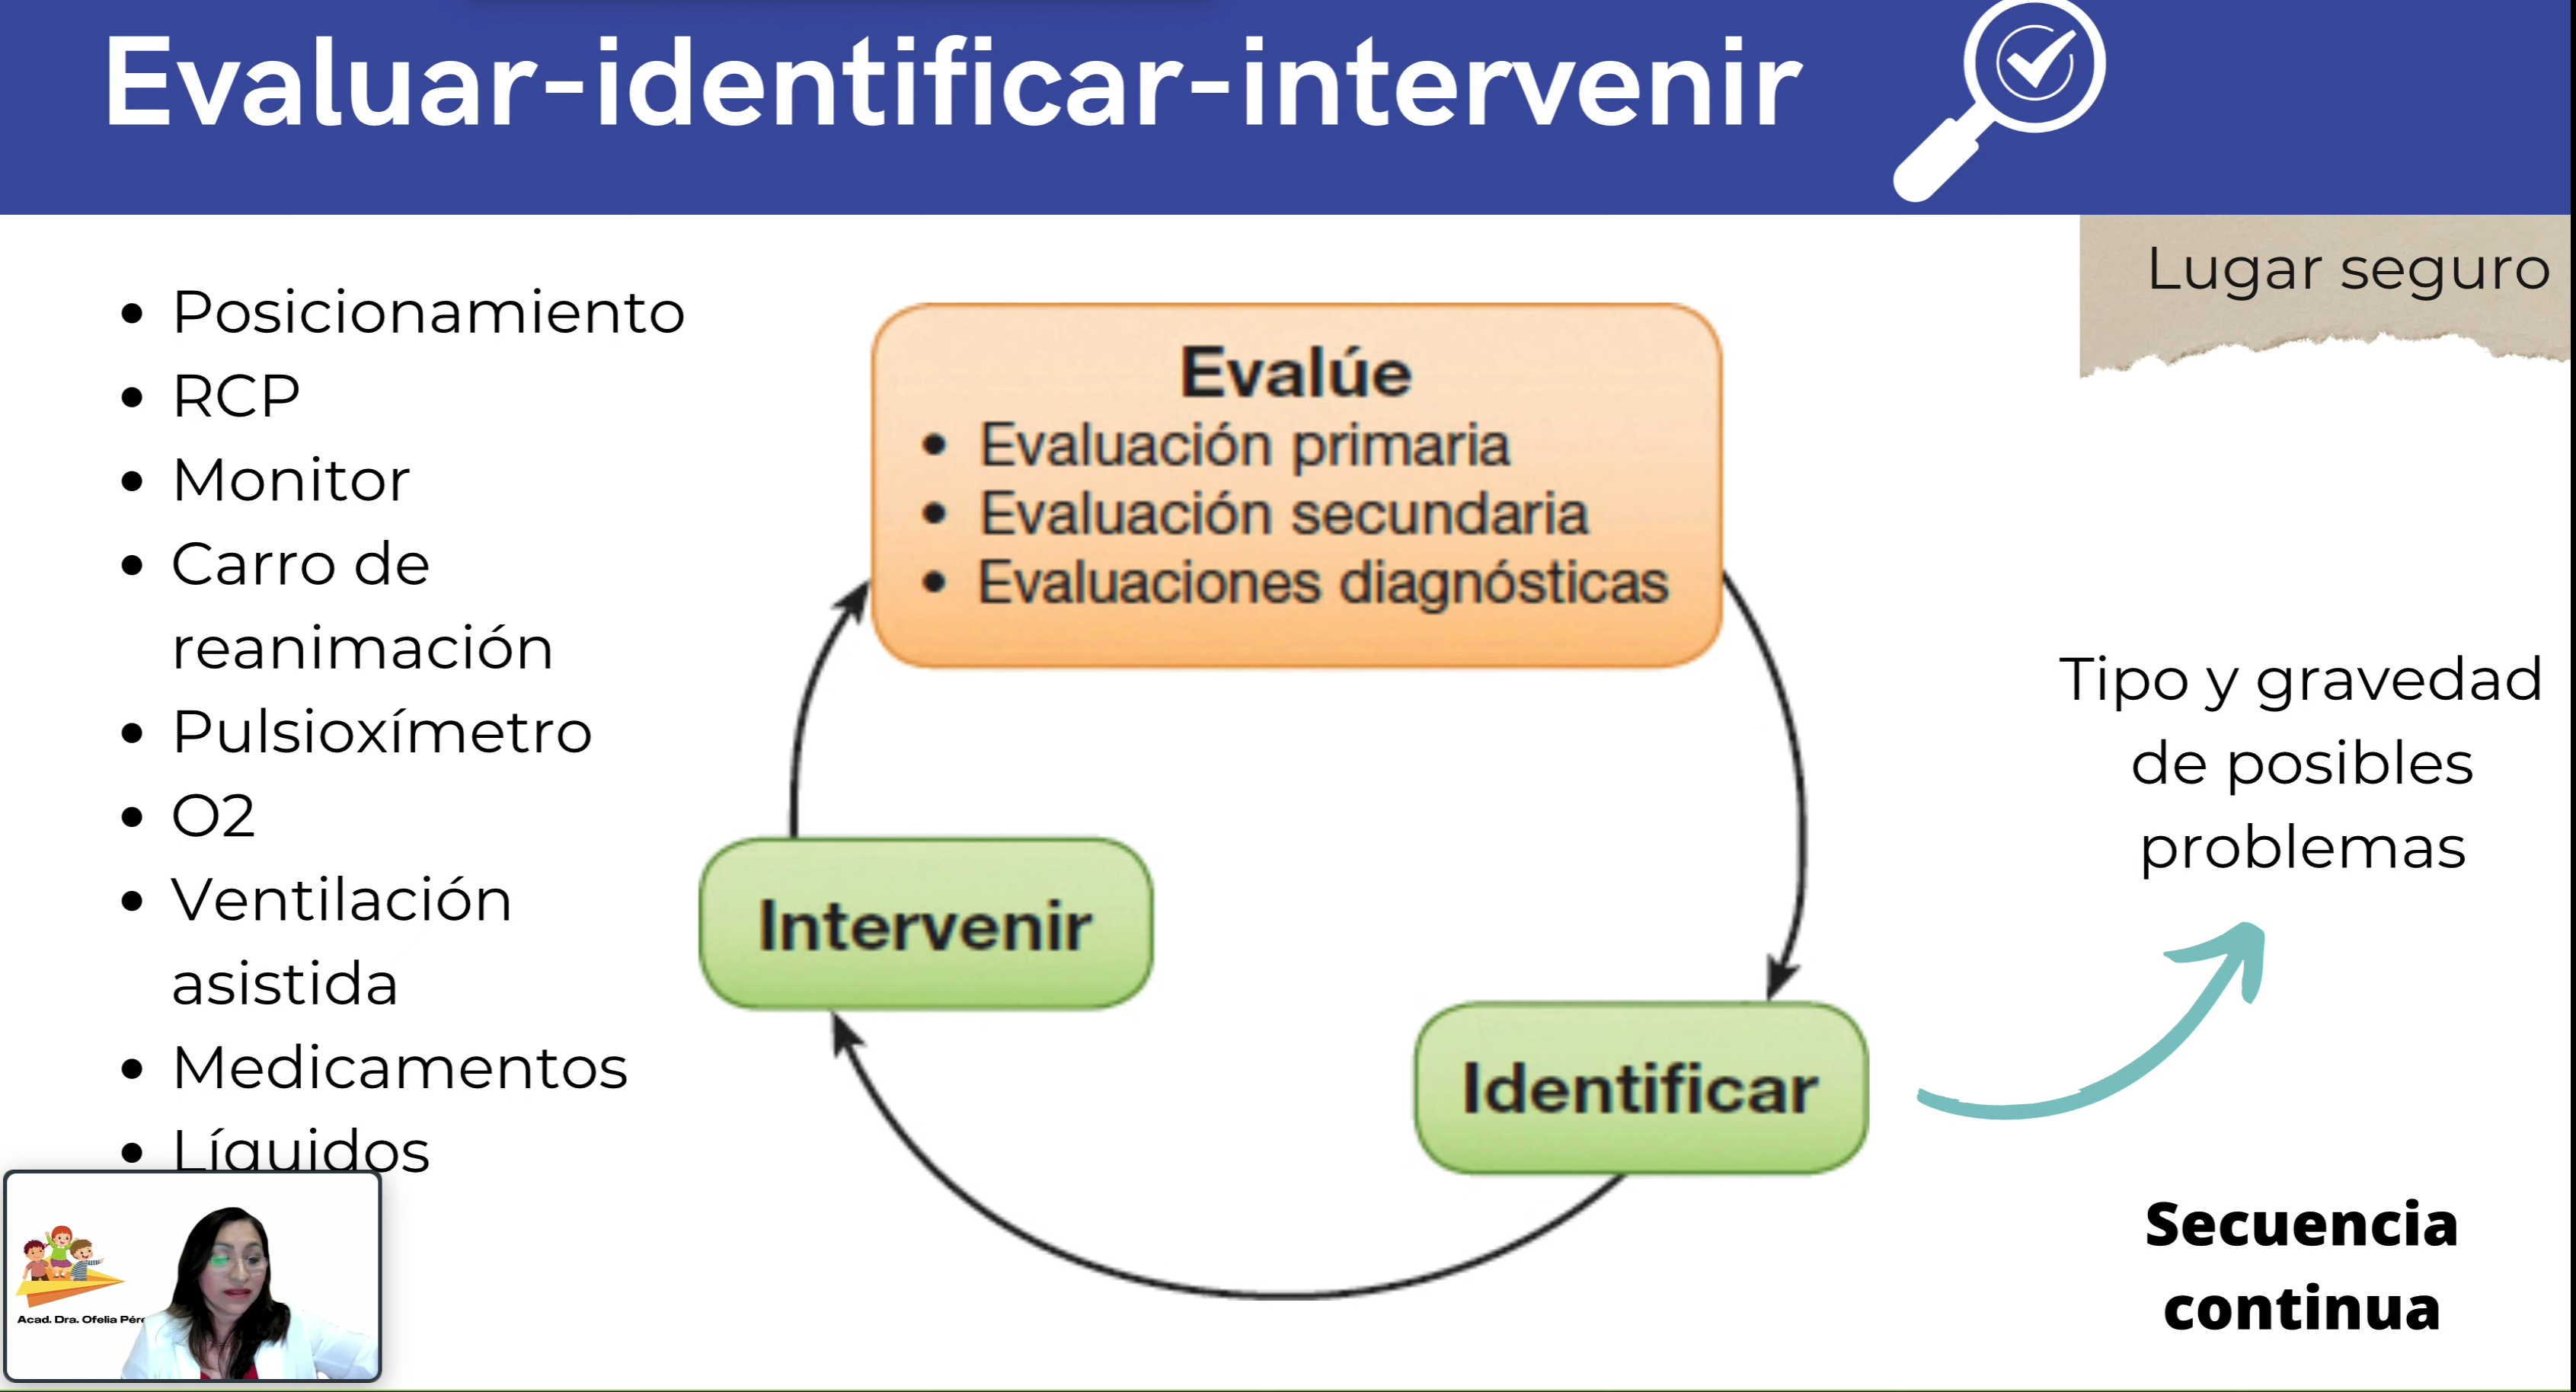 Evaluar-identificar-intervenir
Lugar seguro
• Posicionamiento
• RCP
• Monitor
• Carro de
reanimación
• Pulsioxímetro
• O2
• Ventilación
asistida
• Medicamentos
• Líquidos
Evalúe
• Evaluación primaria
• Evaluación secundaria
• Evaluaciones diagnósticas
Intervenir
Identificar
Tipo y gravedad
de posibles
problemas
Secuencia
continua
Acad. Dra. Ofelia